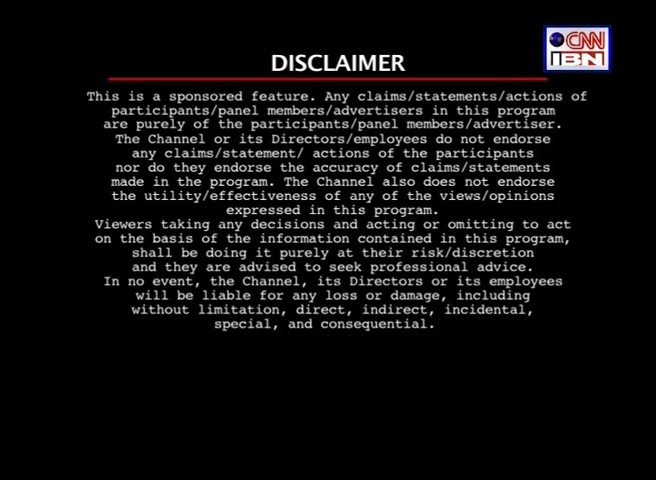 CNN
IBN
DISCLAIMER
This is a sponsored feature. Any claims/statements/actions of
participants/panel members/advertisers in this program
are purely of the participants/panel members/advertiser.
The Channel or its Directors/employees do not endorse
any claims/statement/ actions of the participants
nor do they endorse the accuracy of claims/statements
made in the program. The Channel also does not endorse
the utility/effectiveness of any of the views/opinions
expressed in this program.
Viewers taking any decisions and acting or omitting to act
on the basis of the information contained in this program,
shall be doing it purely at their risk/discretion
and they are advised to seek professional advice.
In no event, the Channel, its Directors or its employees
will be liable for any loss or damage, including
without limitation, direct, indirect, incidental,
special, and consequential.